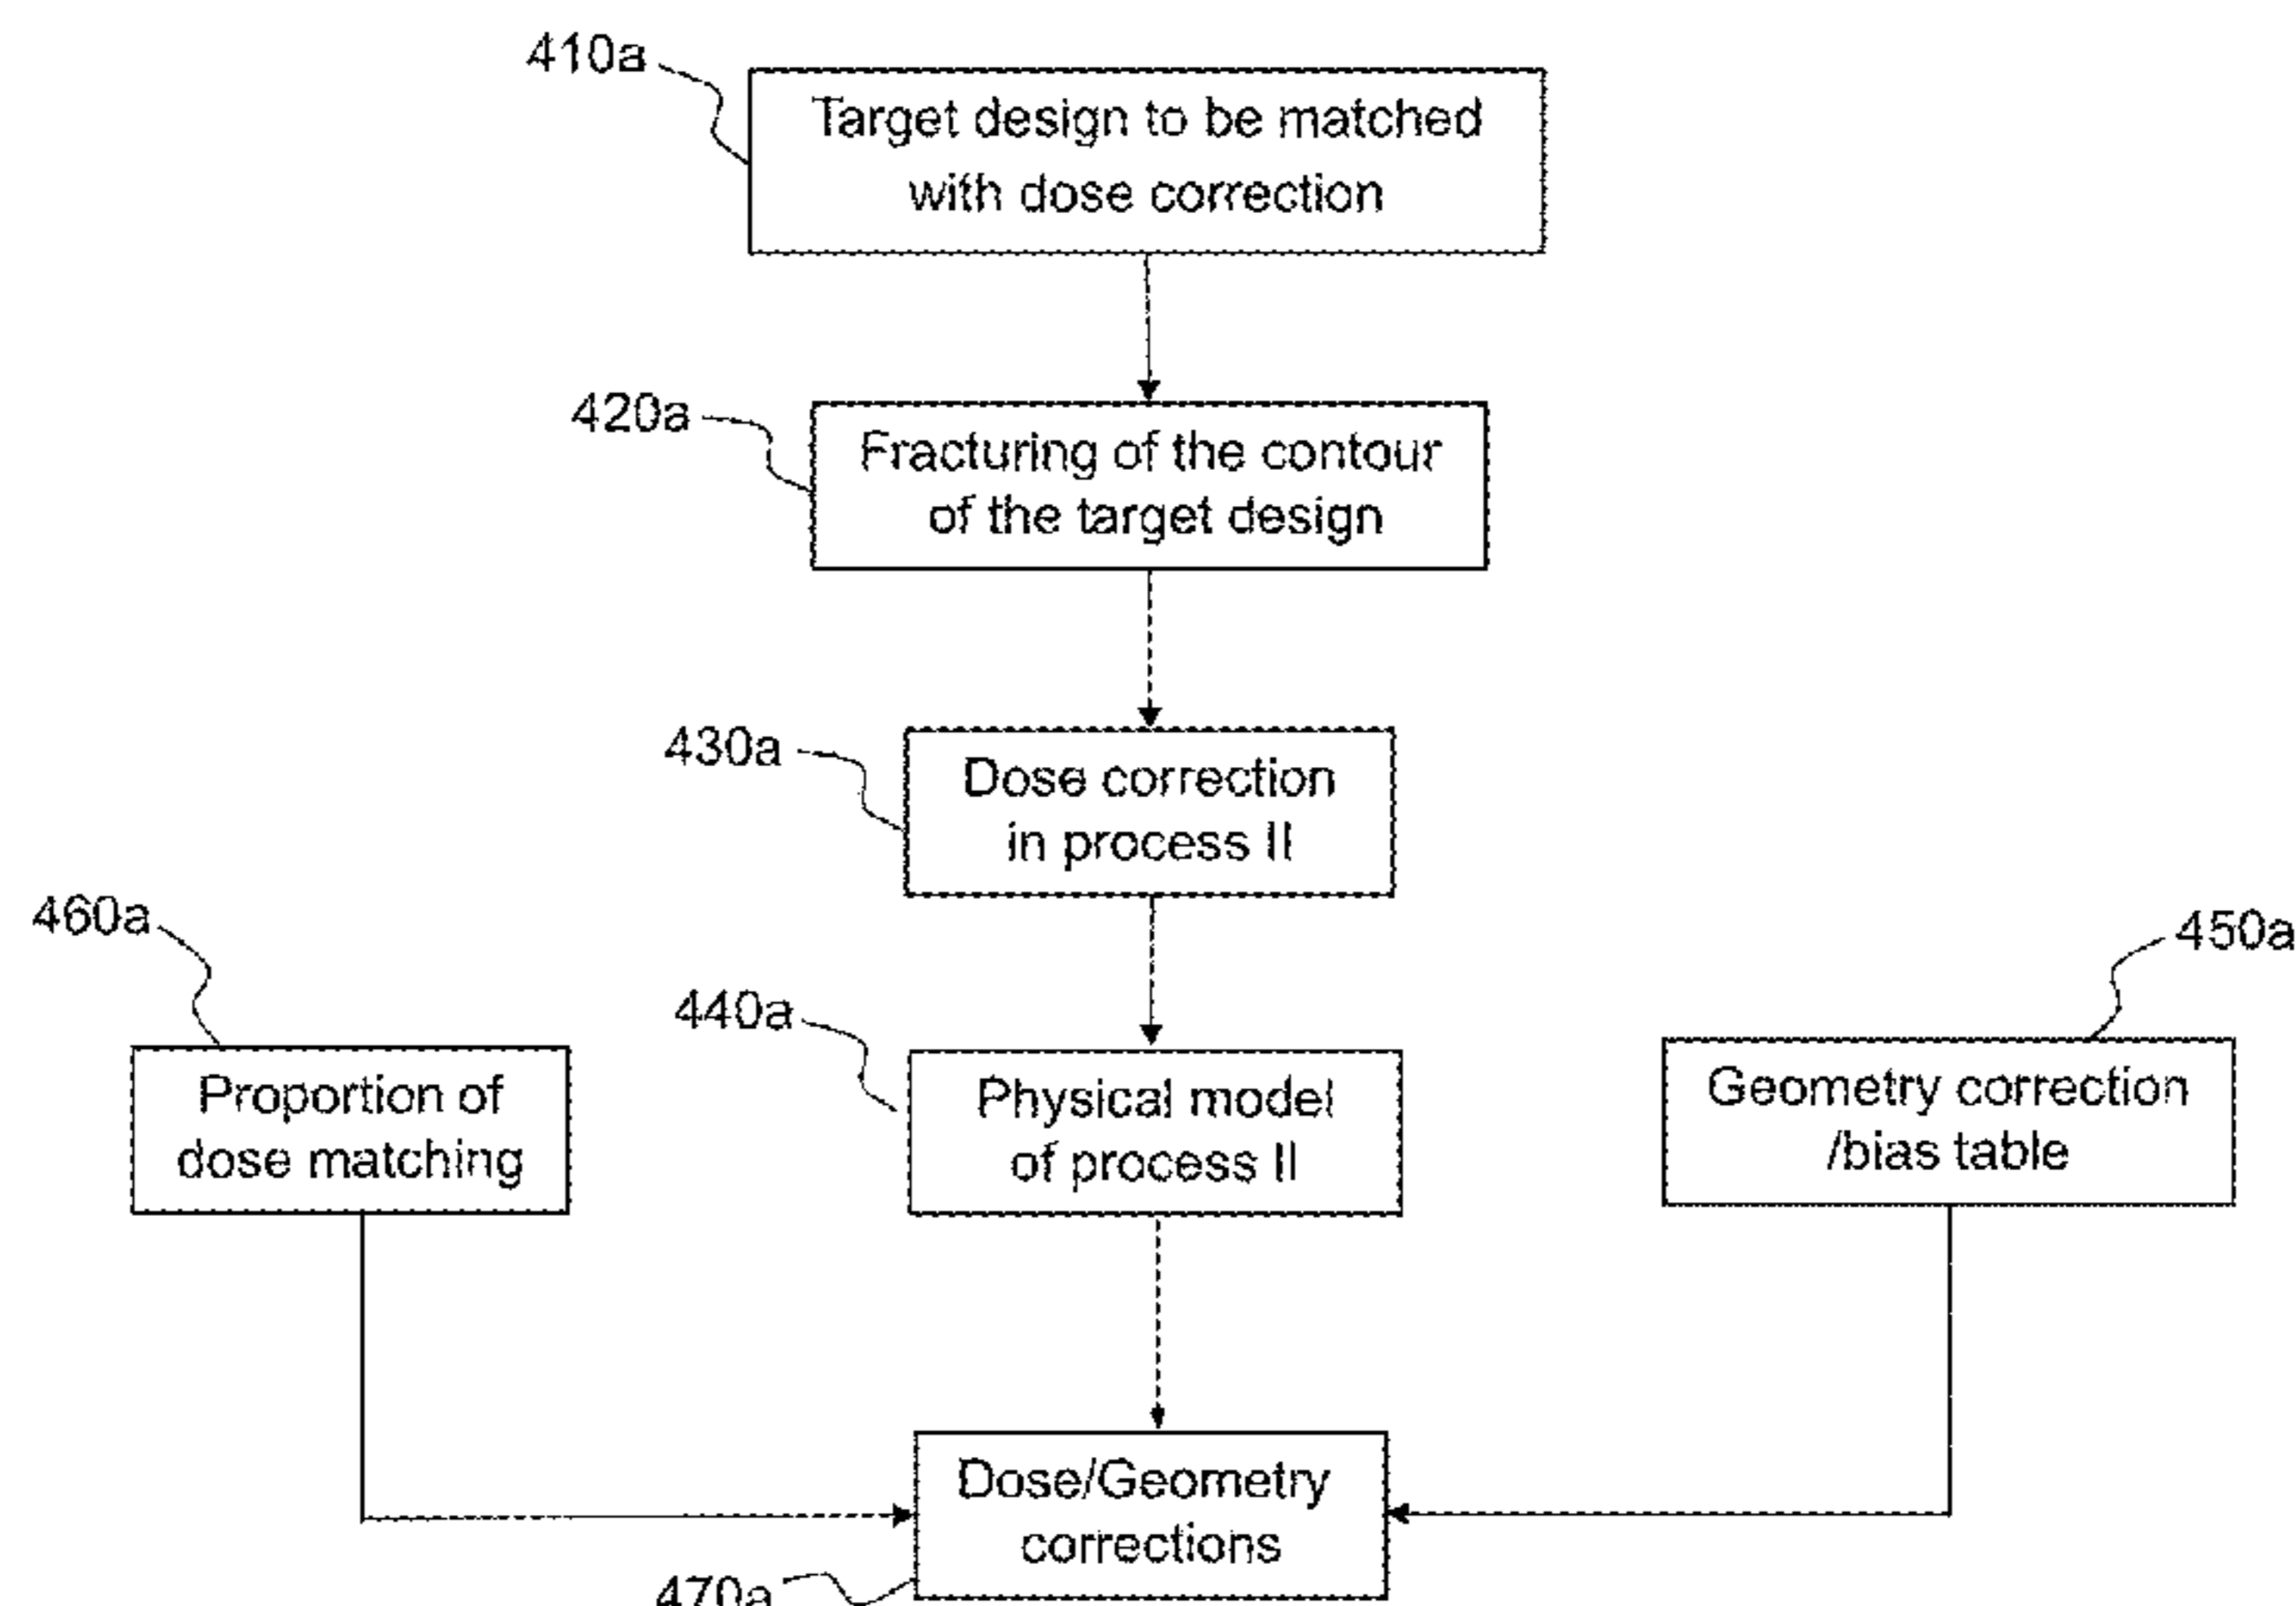 410a
Target design to be matched
with dose correction
420a
Fracturing of the contour
of the target design
430a
Dose correction
in process II
460a
450a
440a
Proportion of
dose matching
Physical model
of process II
Geometry correction
/bias table
Dose/Geometry
corrections
470a